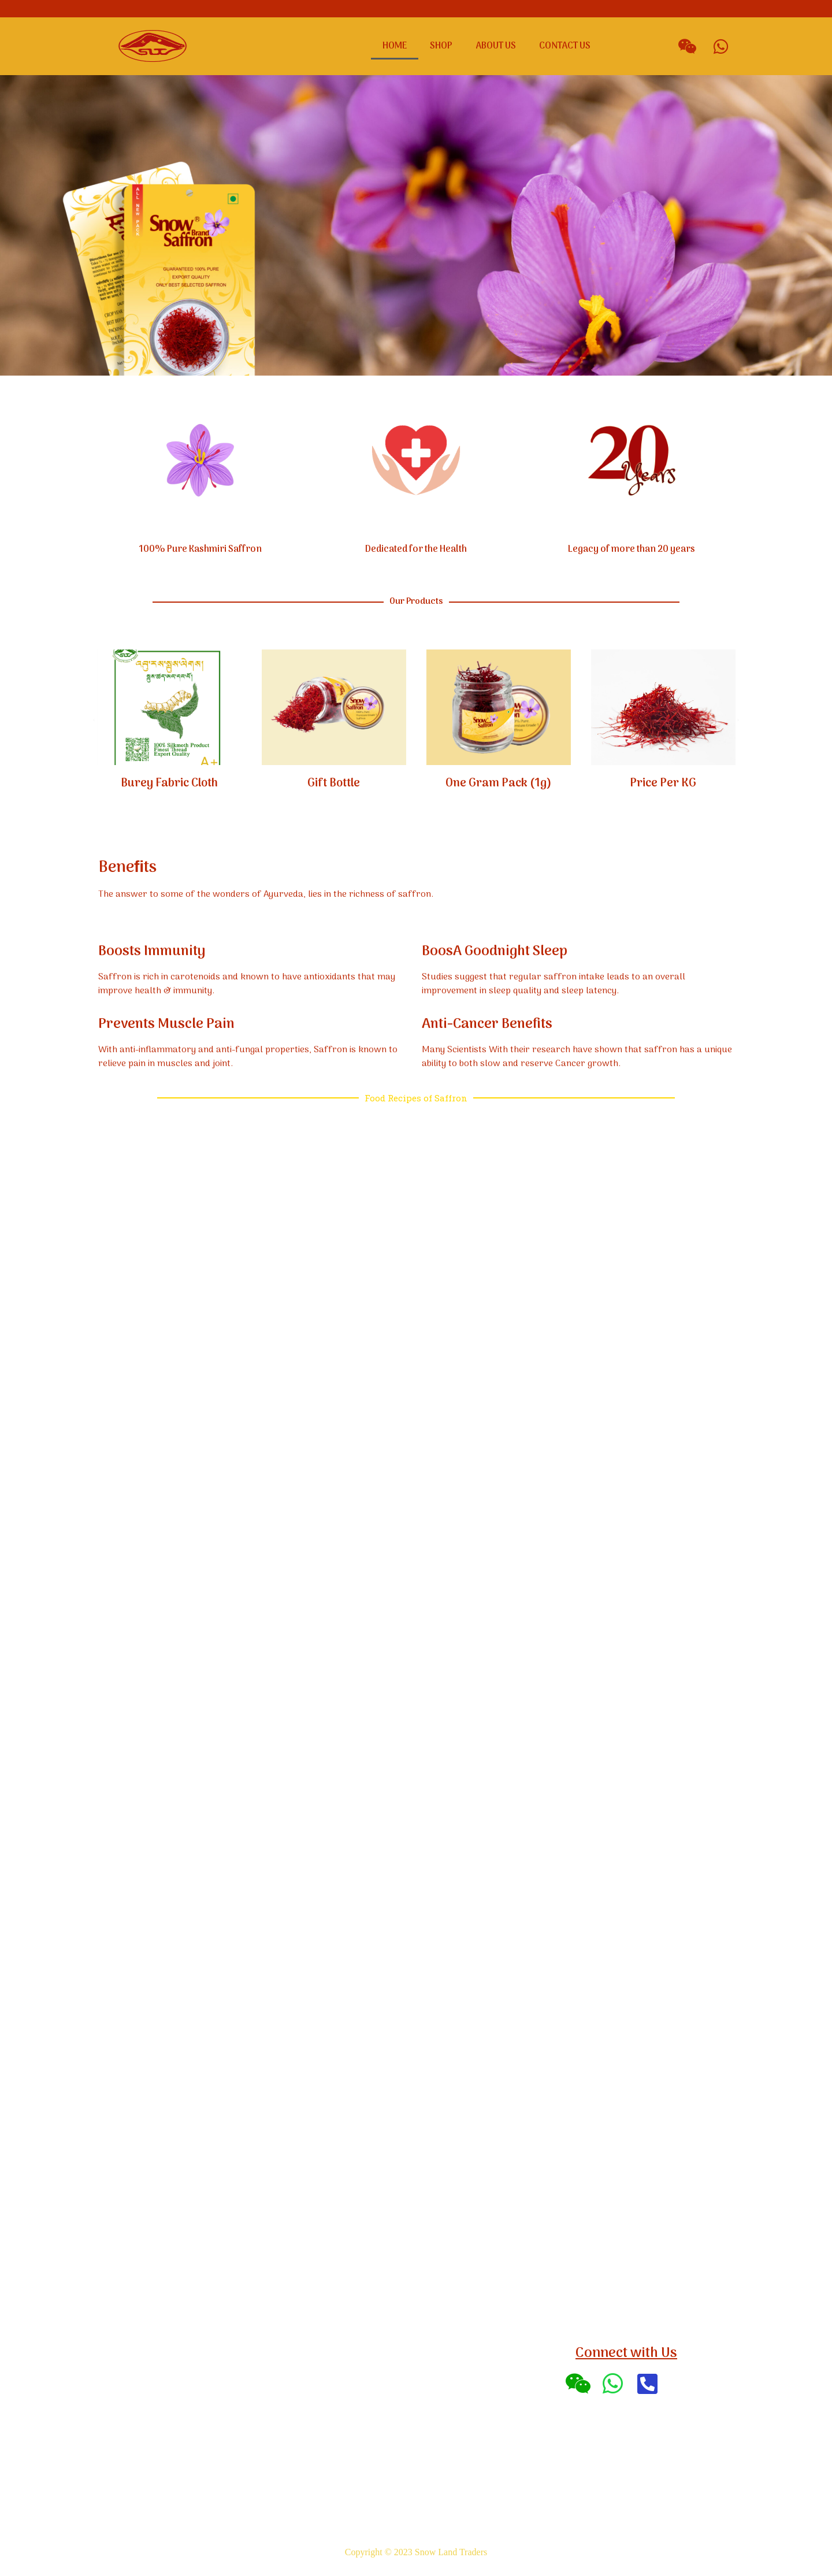 SLT
HOME
SHOP
ABOUT US
CONTACT US
ALL NEW PACK
Snow®
Brand
Saffron
GUARANTEED 100% PURE
EXPORT QUALITY
ONLY BEST SELECTED SAFFRON
20
Years
100% Pure Kashmiri Saffron
Dedicated for the Health
Legacy of more than 20 years
Our Products
100% Silkmoth Product
Finest Thread
Export Quality
A+
Snow
Saffron
Snow
Saffron
Burey Fabric Cloth
Gift Bottle
One Gram Pack (1g)
Price Per KG
Benefits
The answer to some of the wonders of Ayurveda, lies in the richness of saffron.
Boosts Immunity
Saffron is rich in carotenoids and known to have antioxidants that may
improve health & immunity.
BoosA Goodnight Sleep
Studies suggest that regular saffron intake leads to an overall
improvement in sleep quality and sleep latency.
Prevents Muscle Pain
With anti-inflammatory and anti-fungal properties, Saffron is known to
relieve pain in muscles and joint.
Anti-Cancer Benefits
Many Scientists With their research have shown that saffron has a unique
ability to both slow and reserve Cancer growth.
Food Recipes of Saffron
Connect with Us
Copyright © 2023 Snow Land Traders